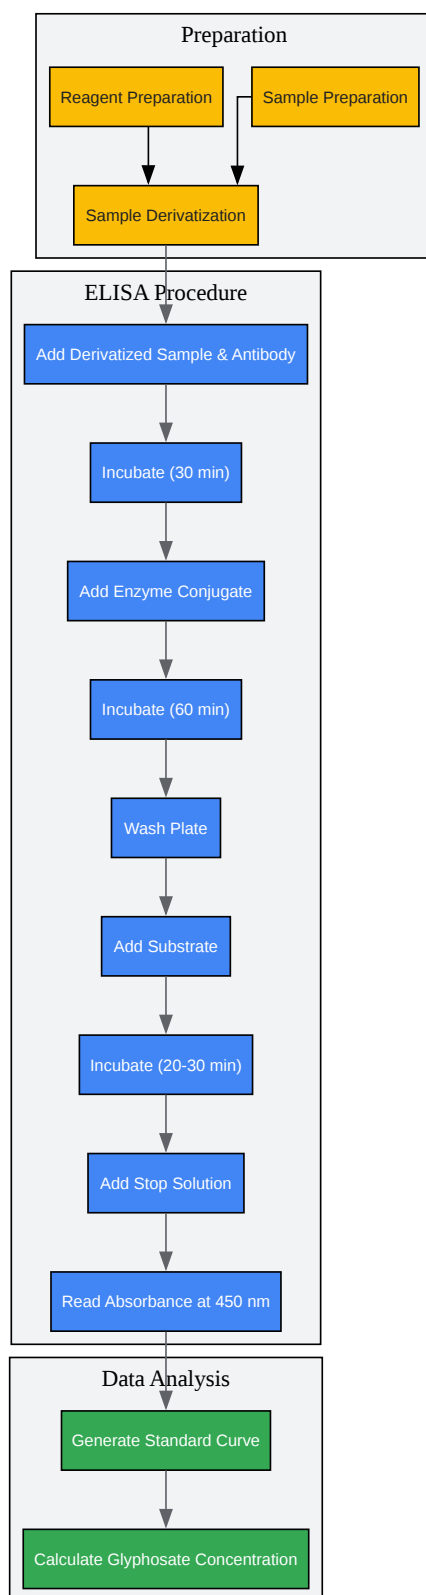 Preparation
Reagent Preparation
Sample Preparation
Sample Derivatization
ELISA Procedure
Add Derivatized Sample & Antibody
Incubate (30 min)
Add Enzyme Conjugate
Incubate (60 min)
Wash Plate
Add Substrate
Incubate (20-30 min)
Add Stop Solution
Read Absorbance at 450 nm
Data Analysis
Generate Standard Curve
Calculate Glyphosate Concentration